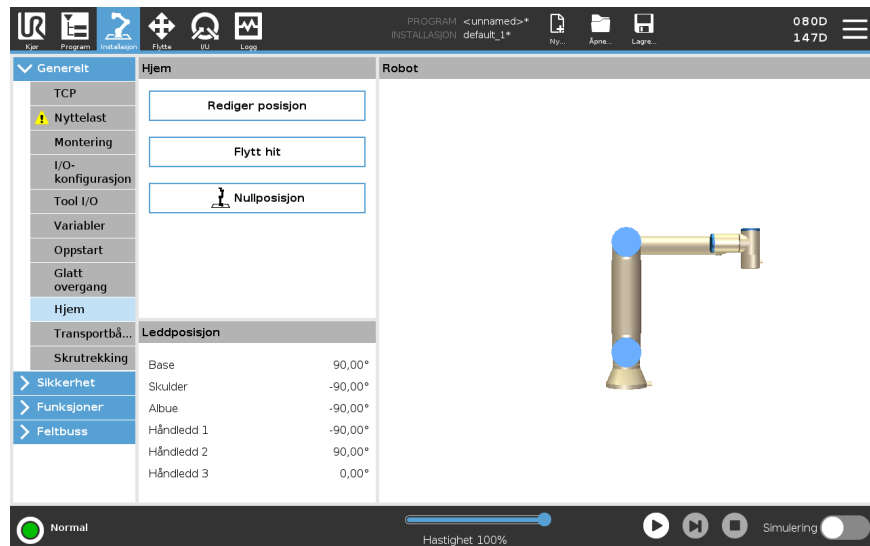 PROGRAM <unnamed>*
INSTALLASJON default_1*
080D
147D
Kjør
Program
Installasjon
Flytte
I/U
Logg
Ny...
Åpne...
Lagre...
Generelt
TCP
Nyttelast
Montering
I/O-
konfigurasjon
Tool I/O
Variabler
Oppstart
Glatt
overgang
Hjem
Transportbå...
Skrutrekking
Sikkerhet
Funksjoner
Feltbuss
Hjem
Rediger posisjon
Flytt hit
Nullposisjon
Leddposisjon
Base 90,00°
Skulder -90,00°
Albue -90,00°
Håndledd 1 -90,00°
Håndledd 2 90,00°
Håndledd 3 0,00°
Robot
Normal
Hastighet 100%
Simulering